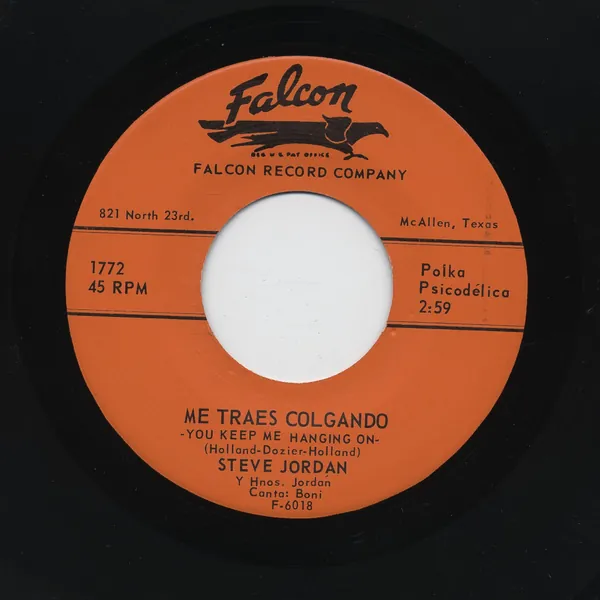 Falcon
REG U S PAT OFFICE
FALCON RECORD COMPANY
821 North 23rd.
McAllen, Texas
1772
45 RPM
Polka
Psicodélica
2:59
ME TRAES COLGANDO
-YOU KEEP ME HANGING ON-
(Holland-Dozier-Holland)
STEVE JORDAN
Y Hnos. Jordán
Canta: Boni
F-6018